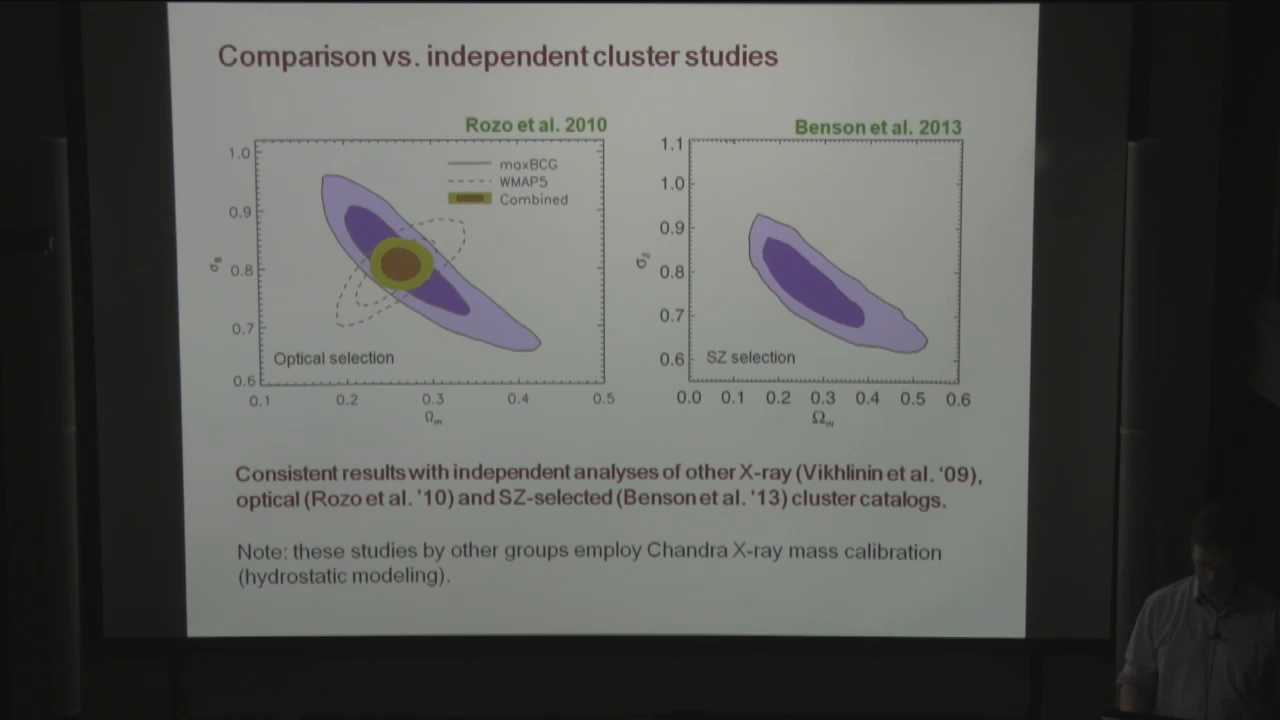 Comparison vs. independent cluster studies
Rozo et al. 2010
1.0
0.9
0.8
0.7
0.6
σ₈
maxBCG
WMAP5
Combined
Optical selection
0.1 0.2 0.3 0.4 0.5
Ωₘ
Benson et al. 2013
1.1
1.0
0.9
0.8
0.7
0.6
σ₈
SZ selection
0.0 0.1 0.2 0.3 0.4 0.5 0.6
Ωₘ
Consistent results with independent analyses of other X-ray (Vikhlinin et al. ‘09),
optical (Rozo et al. ’10) and SZ-selected (Benson et al. ‘13) cluster catalogs.
Note: these studies by other groups employ Chandra X-ray mass calibration
(hydrostatic modeling).